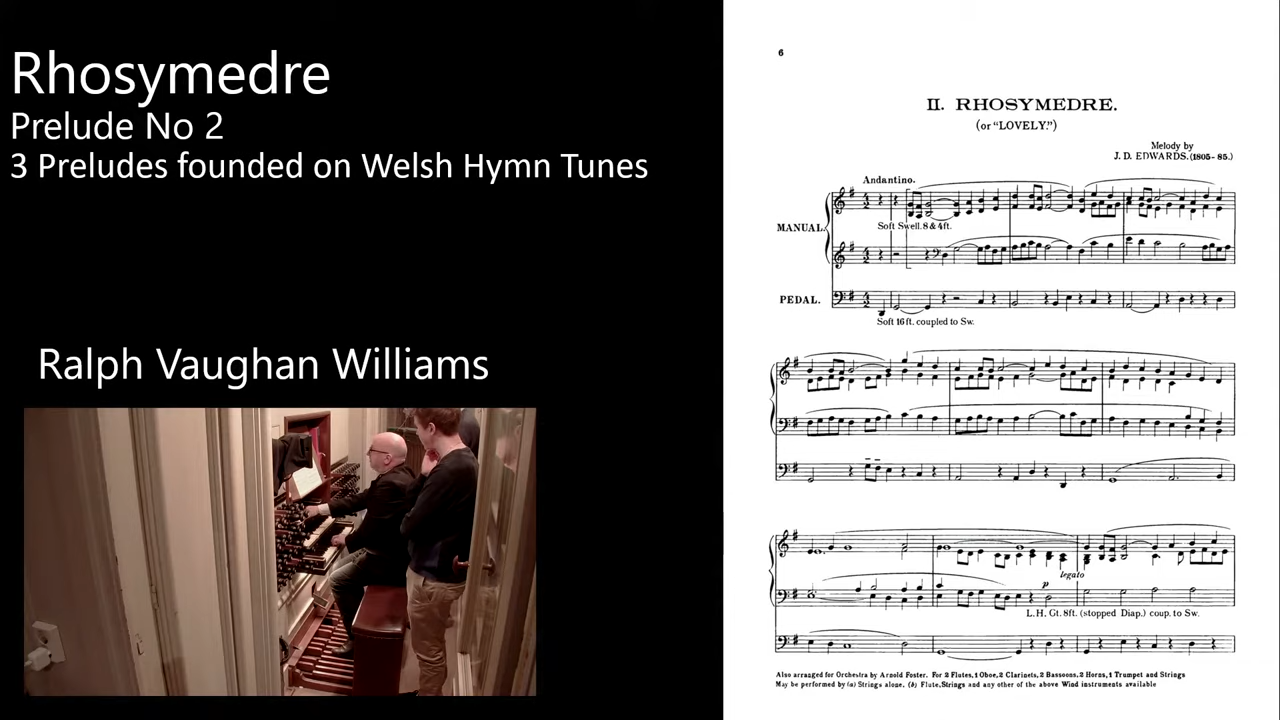 Rhosymedre
Prelude No 2
3 Preludes founded on Welsh Hymn Tunes
Ralph Vaughan Williams
6
II. RHOSYMEDRE.
(or "LOVELY.")
Melody by
J. D. EDWARDS. (1805-85.)
Andantino.
MANUAL.
Soft Swell. 8 & 4ft.
PEDAL.
Soft 16 ft. coupled to Sw.
p
legato
L.H. Gt. 8ft. (stopped Diap.) coup. to Sw.
Also arranged for Orchestra by Arnold Foster. For 2 Flutes, 1 Oboe, 2 Clarinets, 2 Bassoons, 2 Horns, 1 Trumpet and Strings
May be performed by (a) Strings alone. (b) Flute, Strings and any other of the above Wind instruments available